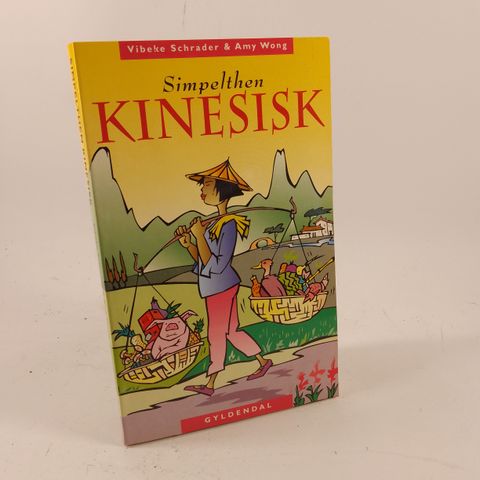 Vibeke Schrader & Amy Wong
Simpelthen
KINESISK
GYLDENDAL